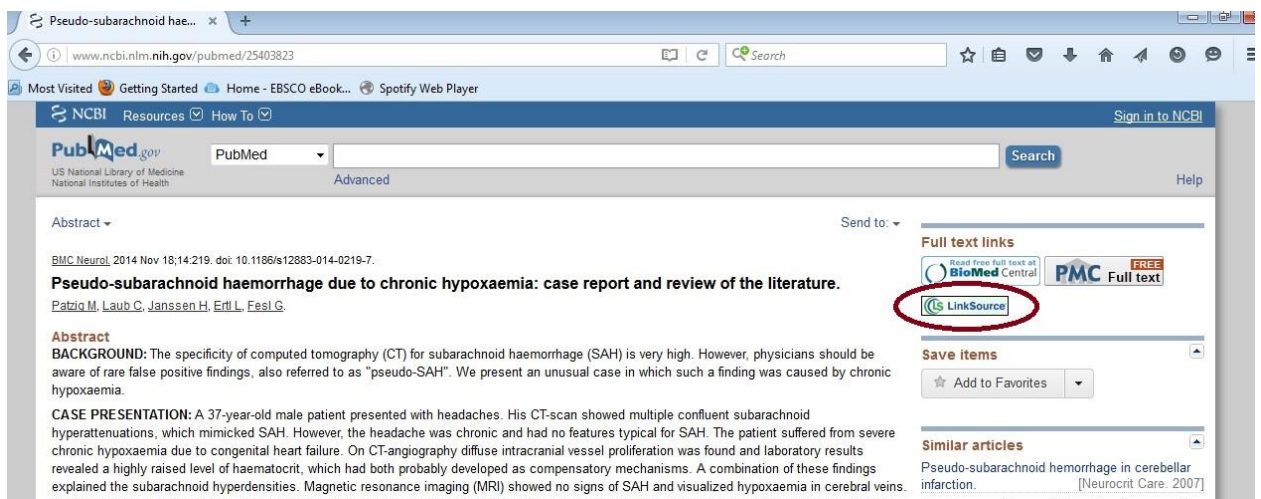 Pseudo-subarachnoid hae...
www.ncbi.nlm.nih.gov/pubmed/25403823
Search
Most Visited Getting Started Home - EBSCO eBook... Spotify Web Player
NCBI Resources How To Sign in to NCBI
PubMed.gov
US National Library of Medicine
National Institutes of Health
PubMed
Search
Advanced Help
Abstract Send to:
BMC Neurol. 2014 Nov 18;14:219. doi: 10.1186/s12883-014-0219-7.
Pseudo-subarachnoid haemorrhage due to chronic hypoxaemia: case report and review of the literature.
Patzig M, Laub C, Janssen H, Ertl L, Fesl G.
Abstract
BACKGROUND: The specificity of computed tomography (CT) for subarachnoid haemorrhage (SAH) is very high. However, physicians should be
aware of rare false positive findings, also referred to as "pseudo-SAH". We present an unusual case in which such a finding was caused by chronic
hypoxaemia.
CASE PRESENTATION: A 37-year-old male patient presented with headaches. His CT-scan showed multiple confluent subarachnoid
hyperattenuations, which mimicked SAH. However, the headache was chronic and had no features typical for SAH. The patient suffered from severe
chronic hypoxaemia due to congenital heart failure. On CT-angiography diffuse intracranial vessel proliferation was found and laboratory results
revealed a highly raised level of haematocrit, which had both probably developed as compensatory mechanisms. A combination of these findings
explained the subarachnoid hyperdensities. Magnetic resonance imaging (MRI) showed no signs of SAH and visualized hypoxaemia in cerebral veins.
Full text links
Read free full text at
BioMed Central
PMC FREE Full text
LS LinkSource
Save items
Add to Favorites
Similar articles
Pseudo-subarachnoid hemorrhage in cerebellar
infarction. [Neurocrit Care. 2007]